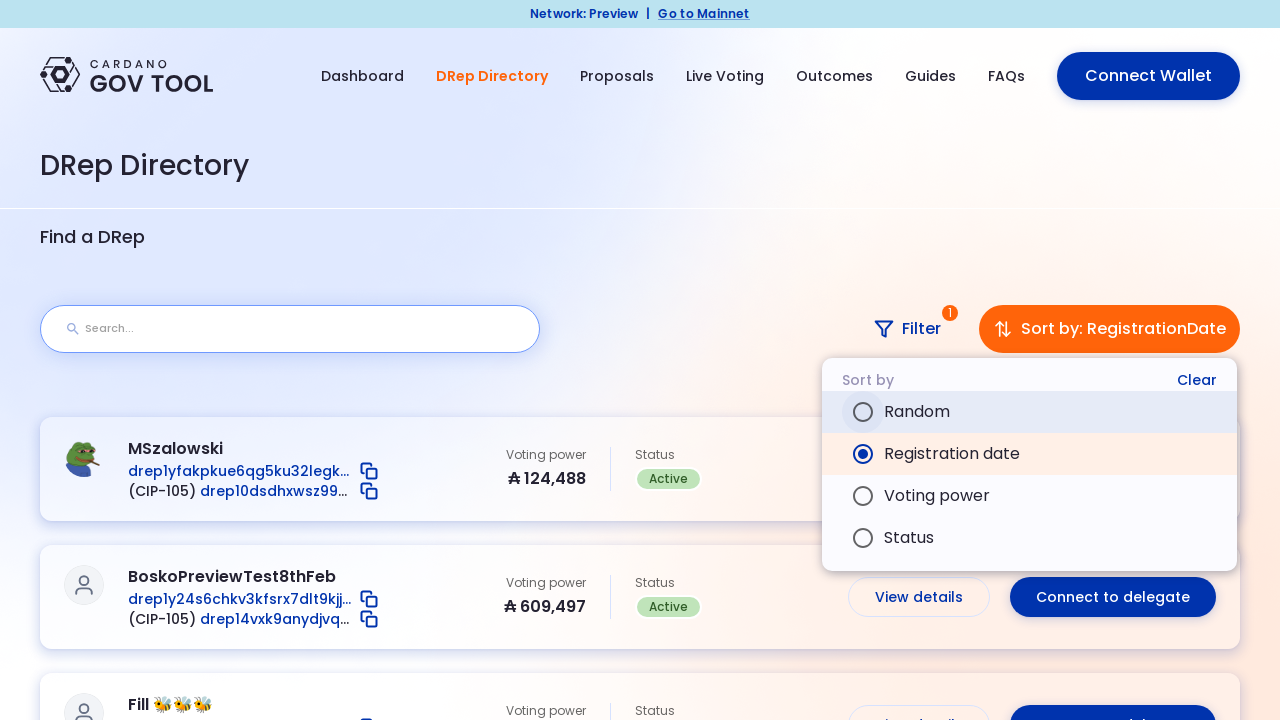 Network: Preview | Go to Mainnet
CARDANO
GOV TOOL
Dashboard DRep Directory Proposals Live Voting Outcomes Guides FAQs Connect Wallet
DRep Directory
Find a DRep
Search...
Filter 1 Sort by: RegistrationDate
Sort by Clear
Random
Registration date
Voting power
Status
MSzalowski
drep1yfakpkue6qg5ku32legk...
(CIP-105) drep10dsdhxwsz99...
Voting power
₳ 124,488
Status
Active
BoskoPreviewTest8thFeb
drep1y24s6chkv3kfsrx7dlt9kjj...
(CIP-105) drep14vxk9anydjvq...
Voting power
₳ 609,497
Status
Active
View details Connect to delegate
Fill 🐝🐝🐝
Voting power
Status